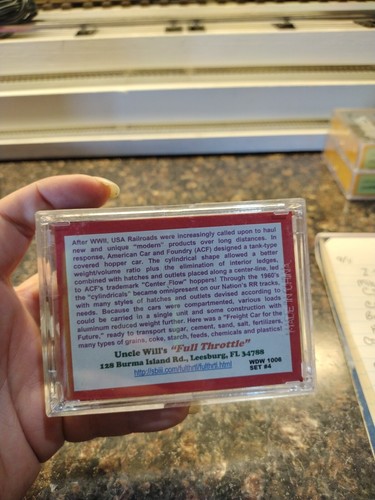 After WWII, USA Railroads were increasingly called upon to haul
new and unique "modern" products over long distances. In
response, American Car and Foundry (ACF) designed a tank-type
covered hopper car. The cylindrical shape allowed a better
weight/volume ratio plus the elimination of interior ledges,
combined with hatches and outlets placed along a center-line, led
to ACF's trademark "Center Flow" hoppers! Through the 1960's
the "cylindricals" became omnipresent on our Nation's RR tracks,
with many styles of hatches and outlets devised according to
needs. Because the cars were compartmented, various loads
could be carried in a single unit and some construction with
aluminum reduced weight further. Here was a "Freight Car for the
Future," ready to transport sugar, cement, sand, salt, fertilizers
many types of grains, coke, starch, feeds, chemicals and plastics!
Uncle Will's "Full Throttle"
128 Burma Island Rd., Leesburg, FL 34788
WDW 1006
SET #4